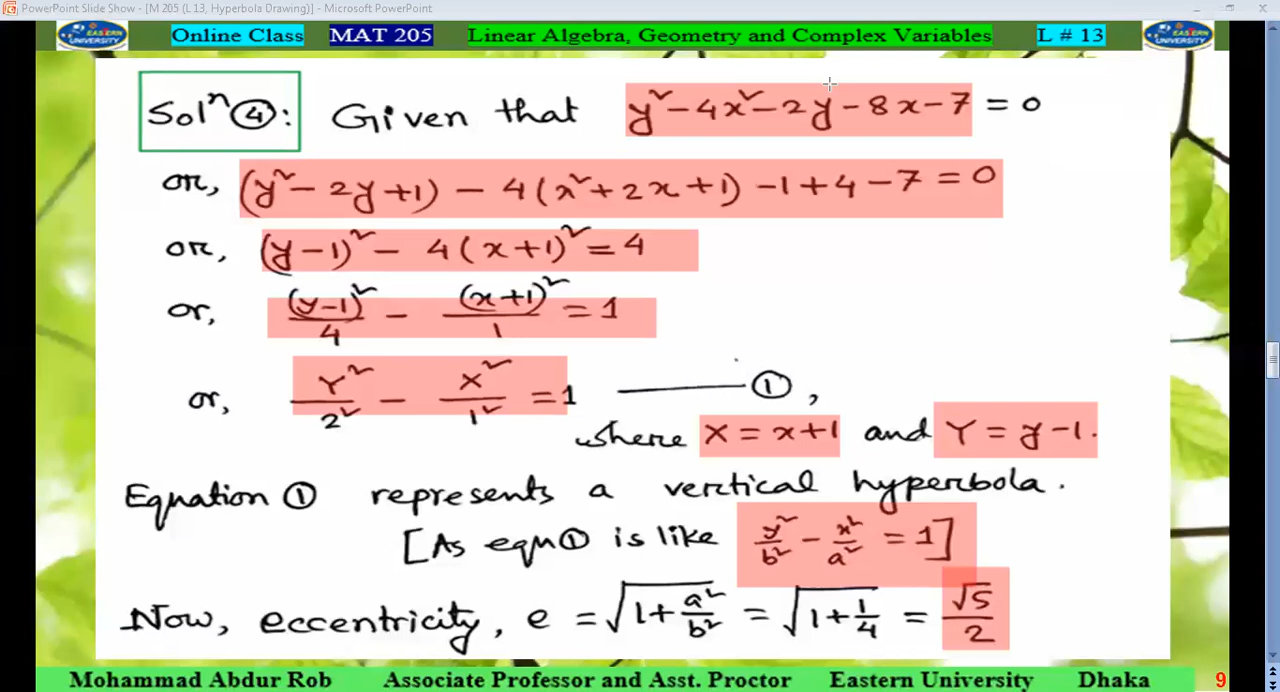 PowerPoint Slide Show - [M 205 (L 13, Hyperbola Drawing)] - Microsoft PowerPoint
EASTERN UNIVERSITY Online Class MAT 205 Linear Algebra, Geometry and Complex Variables L # 13 EASTERN UNIVERSITY
Solⁿ ④: Given that y² - 4x² - 2y - 8x - 7 = 0
or, (y² - 2y + 1) - 4(x² + 2x + 1) - 1 + 4 - 7 = 0
or, (y - 1)² - 4(x + 1)² = 4
or, (y-1)²/4 - (x+1)²/1 = 1
or, Y²/2² - X²/1² = 1 ——— ①,
where X = x+1 and Y = y-1.
Equation ① represents a vertical hyperbola.
[As eqn① is like y²/b² - x²/a² = 1]
Now, eccentricity, e = √(1 + a²/b²) = √(1 + 1/4) = √5/2
Mohammad Abdur Rob Associate Professor and Asst. Proctor Eastern University Dhaka 9